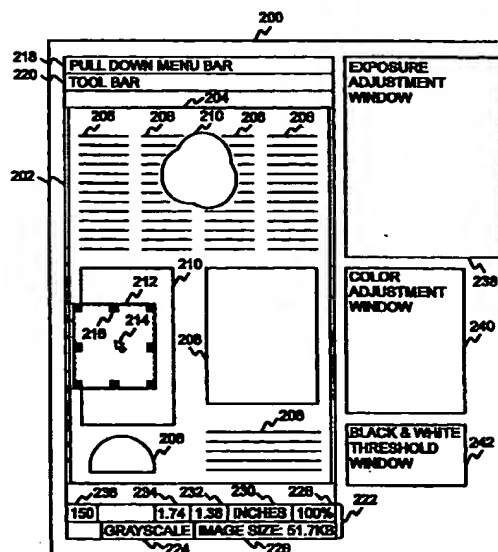 200
218 PULL DOWN MENU BAR
220 TOOL BAR
EXPOSURE
ADJUSTMENT
WINDOW
204
206 208 210 208 208
202
238
212 210
216 214
206
COLOR
ADJUSTMENT
WINDOW
240
208
206
BLACK & WHITE
THRESHOLD
WINDOW
242
236 234 232 230 228
150 1.74 1.38 INCHES 100% 222
GRAYSCALE IMAGE SIZE: 51.7KB
224 226